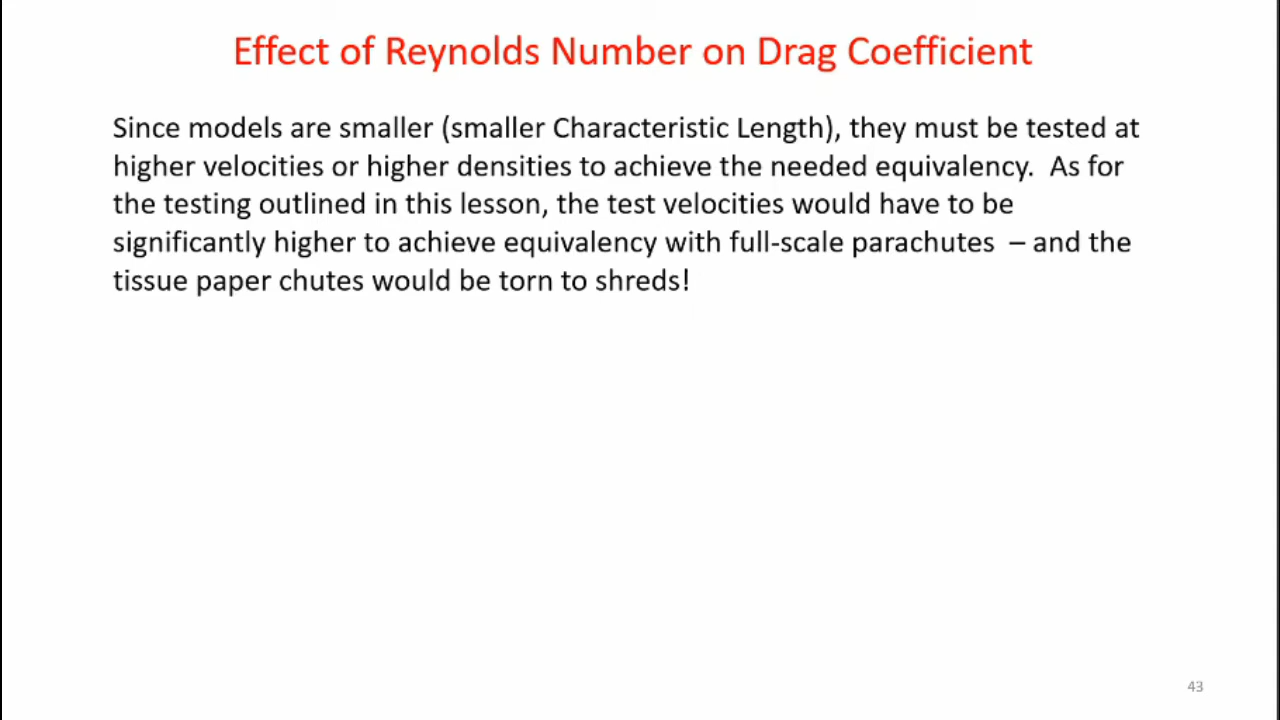 Effect of Reynolds Number on Drag Coefficient
Since models are smaller (smaller Characteristic Length), they must be tested at
higher velocities or higher densities to achieve the needed equivalency.  As for
the testing outlined in this lesson, the test velocities would have to be
significantly higher to achieve equivalency with full-scale parachutes  – and the
tissue paper chutes would be torn to shreds!
43